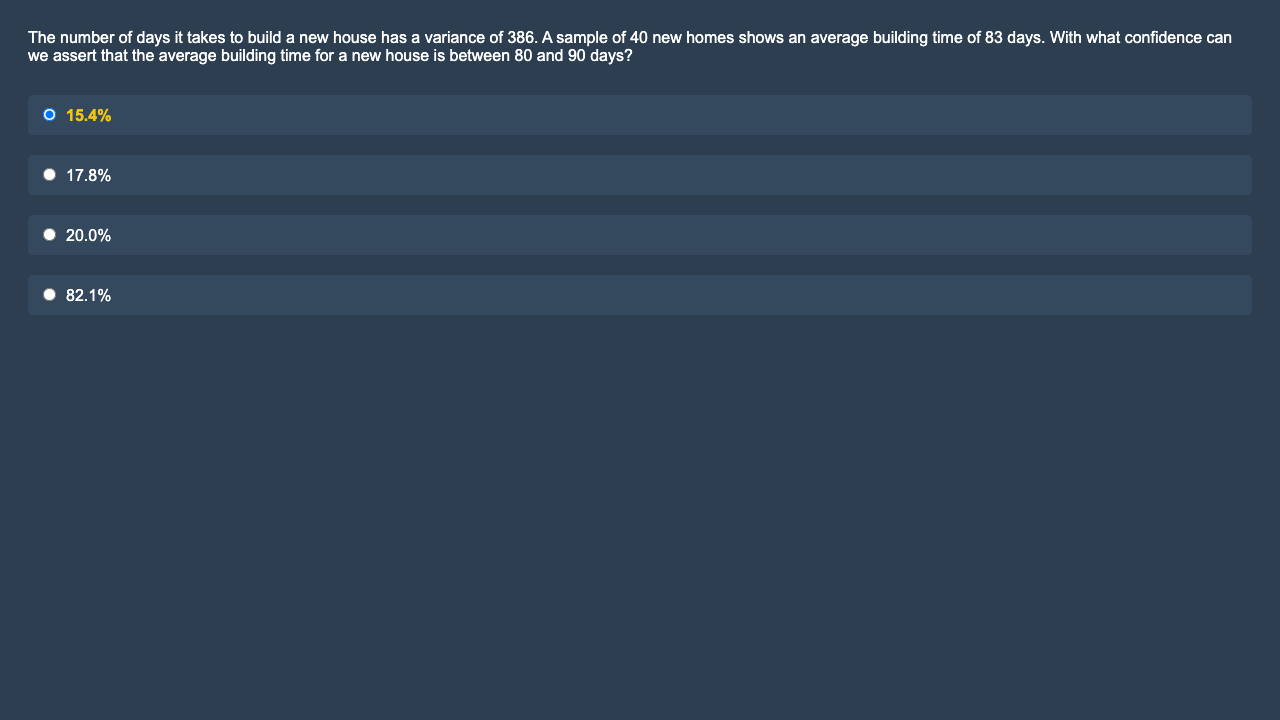 The number of days it takes to build a new house has a variance of 386. A sample of 40 new homes shows an average building time of 83 days. With what confidence can
we assert that the average building time for a new house is between 80 and 90 days?
15.4%
17.8%
20.0%
82.1%